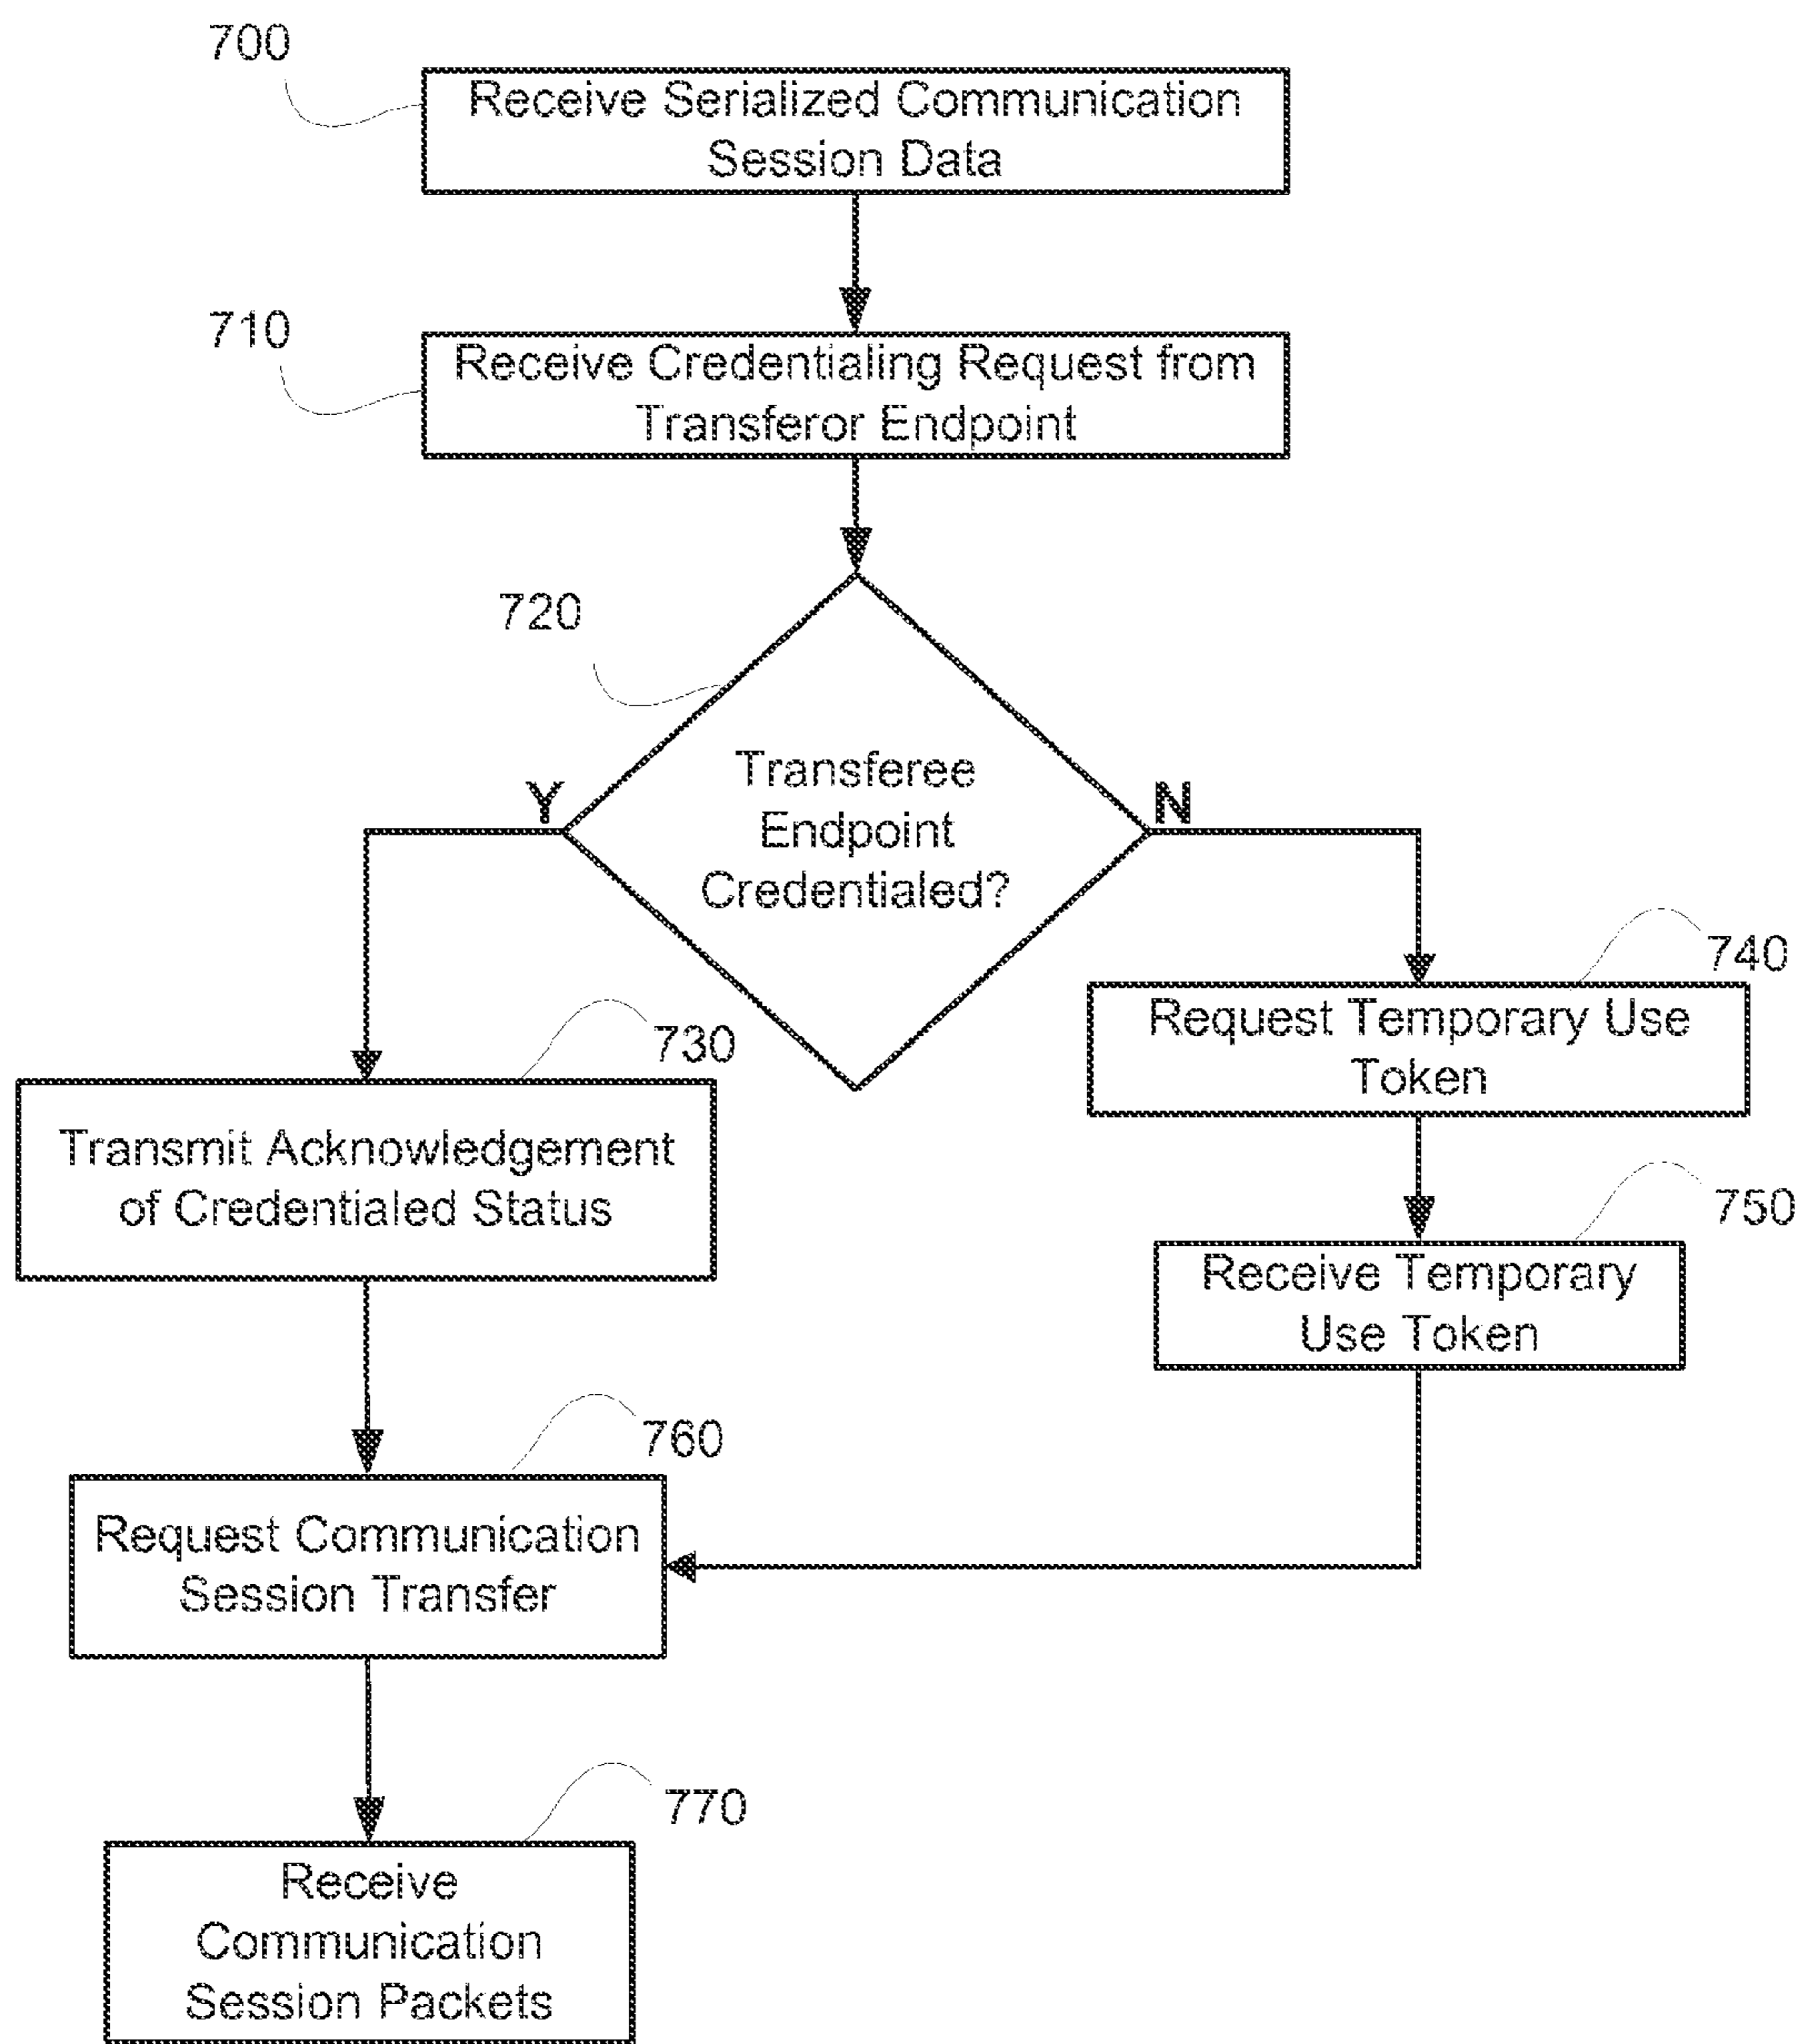 700
Receive Serialized Communication
Session Data
710
Receive Credentialing Request from
Transferor Endpoint
720
Transferee
Endpoint
Credentialed?
Y
N
740
Request Temporary Use
Token
730
Transmit Acknowledgement
of Credentialed Status
750
Receive Temporary
Use Token
760
Request Communication
Session Transfer
770
Receive
Communication
Session Packets